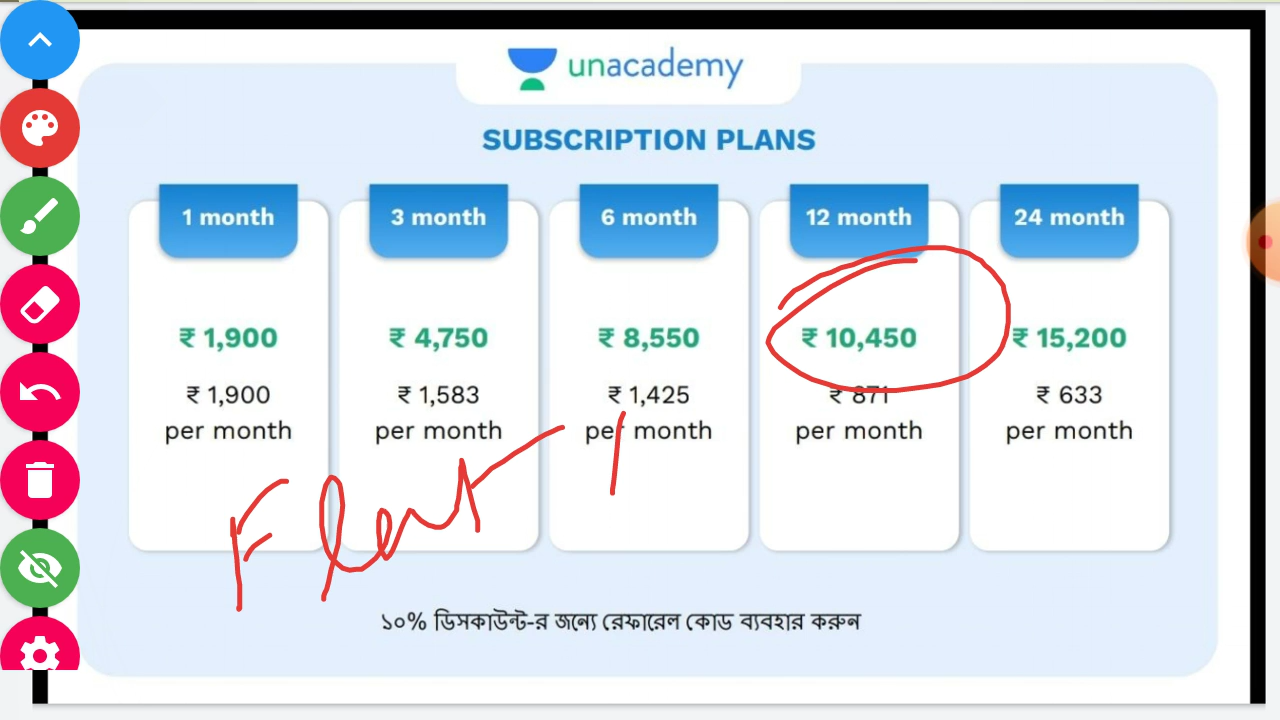 unacademy
SUBSCRIPTION PLANS
1 month
₹ 1,900
₹ 1,900
per month
3 month
₹ 4,750
₹ 1,583
per month
6 month
₹ 8,550
₹ 1,425
per month
12 month
₹ 10,450
₹ 871
per month
24 month
₹ 15,200
₹ 633
per month
১০% ডিসকাউন্ট-র জন্যে রেফারেল কোড ব্যবহার করুন